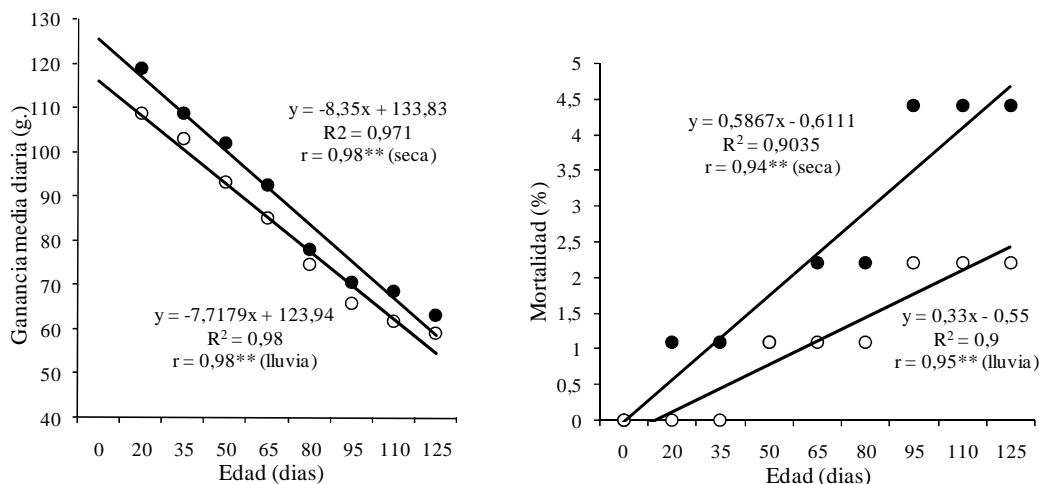 130
120
110
100
90
80
70
60
50
40
Ganancia media diaria (g.)
y = -8,35x + 133,83
R2 = 0,971
r = 0,98** (seca)
y = -7,7179x + 123,94
R² = 0,98
r = 0,98** (lluvia)
0 20 35 50 65 80 95 110 125
Edad (dias)
5
4,5
4
3,5
3
2,5
2
1,5
1
0,5
0
Mortalidad (%)
y = 0,5867x - 0,6111
R² = 0,9035
r = 0,94** (seca)
y = 0,33x - 0,55
R² = 0,9
r = 0,95** (lluvia)
0 20 35 50 65 80 95 110 125
Edad (dias)